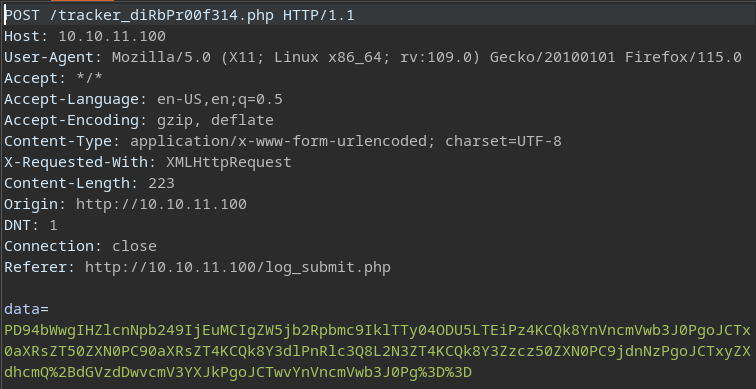 POST /tracker_diRbPr00f314.php HTTP/1.1
Host: 10.10.11.100
User-Agent: Mozilla/5.0 (X11; Linux x86_64; rv:109.0) Gecko/20100101 Firefox/115.0
Accept: */*
Accept-Language: en-US,en;q=0.5
Accept-Encoding: gzip, deflate
Content-Type: application/x-www-form-urlencoded; charset=UTF-8
X-Requested-With: XMLHttpRequest
Content-Length: 223
Origin: http://10.10.11.100
DNT: 1
Connection: close
Referer: http://10.10.11.100/log_submit.php
data=
PD94bWwgIHZlcnNpb249IjEuMCIgZW5jb2Rpbmc9IklTTy04ODU5LTEiPz4KCQk8YnVncmVwb3J0PgoJCTx
0aXRsZT50ZXN0PC90aXRsZT4KCQk8Y3dlPnRlc3Q8L2N3ZT4KCQk8Y3Zzcz50ZXN0PC9jdnNzPgoJCTxyZX
dhcmQ%2BdGVzdDwvcmV3YXJkPgoJCTwvYnVncmVwb3J0Pg%3D%3D